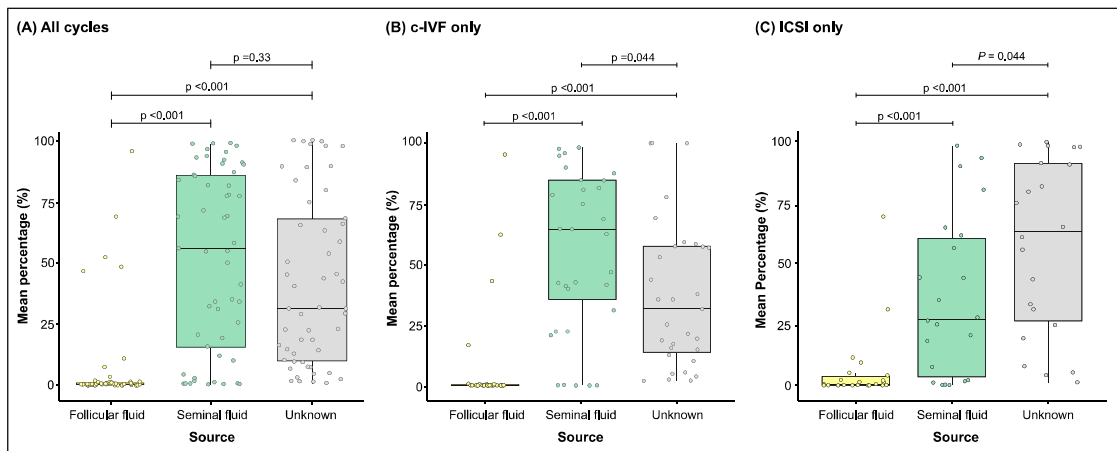 (A) All cycles
p =0.33
p <0.001
p <0.001
100
75
50
25
0
Mean percentage (%)
Follicular fluid Seminal fluid Unknown
Source
(B) c-IVF only
p =0.044
p <0.001
p <0.001
100
75
50
25
0
Mean percentage (%)
Follicular fluid Seminal fluid Unknown
Source
(C) ICSI only
P = 0.044
p <0.001
p <0.001
100
75
50
25
0
Mean Percentage (%)
Follicular fluid Seminal fluid Unknown
Source